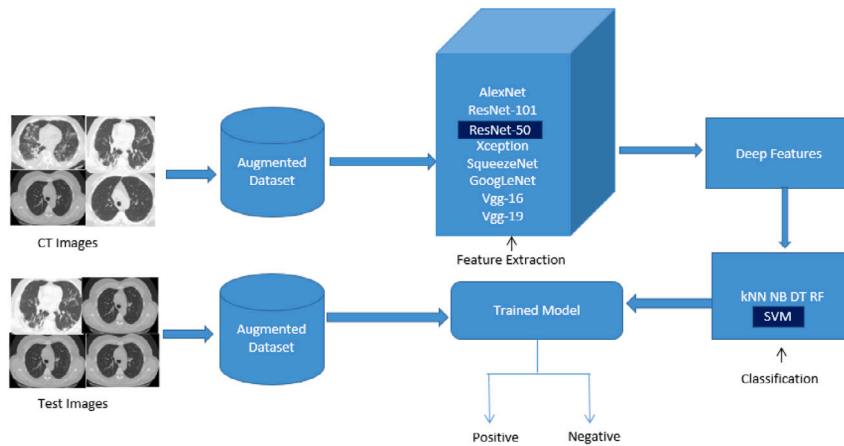 AlexNet
ResNet-101
ResNet-50
Xception
SqueezeNet
GoogLeNet
Vgg-16
Vgg-19
Augmented
Dataset
Deep Features
CT Images
Feature Extraction
kNN NB DT RF
SVM
Trained Model
Augmented
Dataset
Classification
Test Images
Positive
Negative